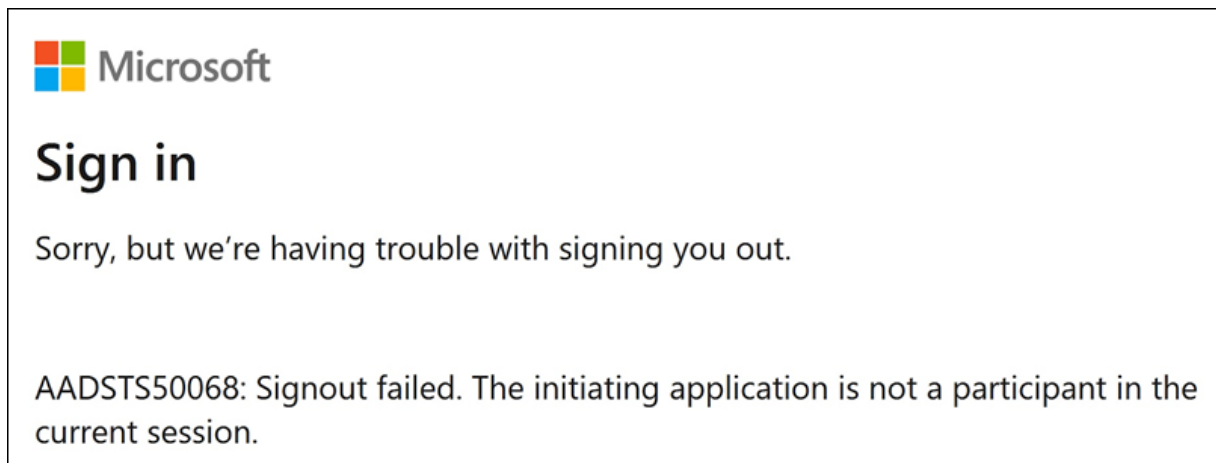 Microsoft
Sign in
Sorry, but we’re having trouble with signing you out.
AADSTS50068: Signout failed. The initiating application is not a participant in the
current session.